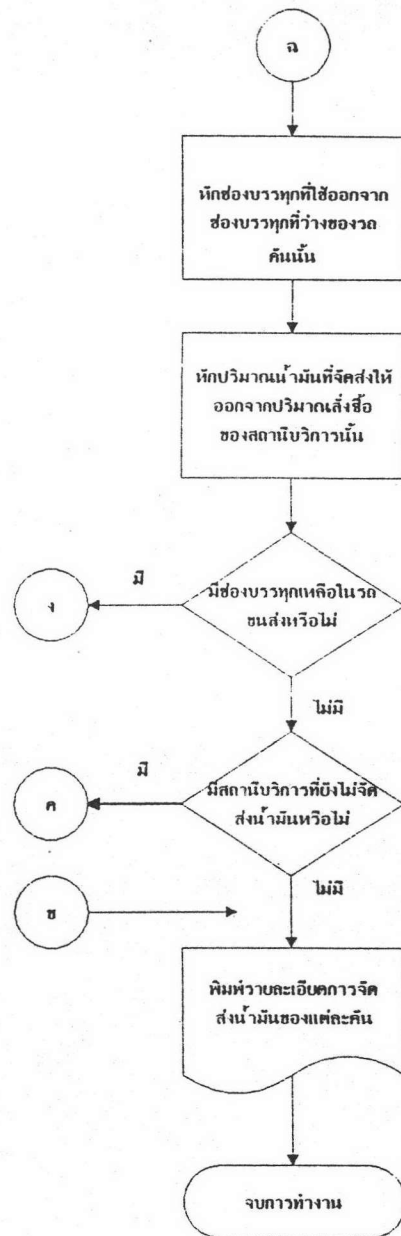 ฉ
หักช่องบรรทุกที่ใช้ออกจาก
ช่องบรรทุกที่ว่างของรถ
คันนั้น
หักปริมาณน้ำมันที่จัดส่งให้
ออกจากปริมาณสั่งซื้อ
ของสถานีบริการนั้น
มี
มีช่องบรรทุกเหลือในรถ
ง
ขนส่งหรือไม่
ไม่มี
มี
มีสถานีบริการที่ยังไม่จัด
ค
ส่งน้ำมันหรือไม่
ไม่มี
ข
พิมพ์รายละเอียดการจัด
ส่งน้ำมันของแต่ละคัน
จบการทำงาน